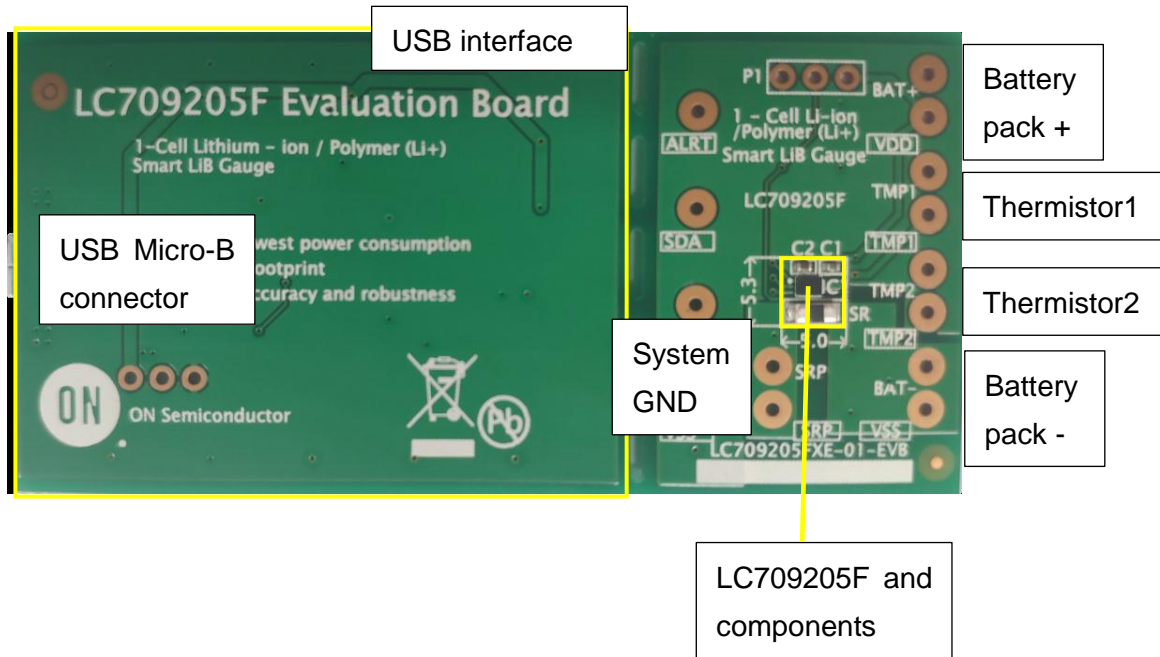 USB interface
LC709205F Evaluation Board
1-Cell Lithium - ion / Polymer (Li+)
Smart LiB Gauge
USB Micro-B
connector
west power consumption
ootprint
ccuracy and robustness
ON
ON Semiconductor
Pb
P1
BAT+
1 - Cell Li-ion
/Polymer (Li+)
Smart LiB Gauge
ALRT
VDD
TMP1
LC709205F
SDA
TMP1
C2 C1
5.3
IC
TMP2
SR
5.0
TMP2
System
GND
SRP
BAT-
VSS
SRP
VSS
LC709205FXE-01-EVB
Battery
pack +
Thermistor1
Thermistor2
Battery
pack -
LC709205F and
components